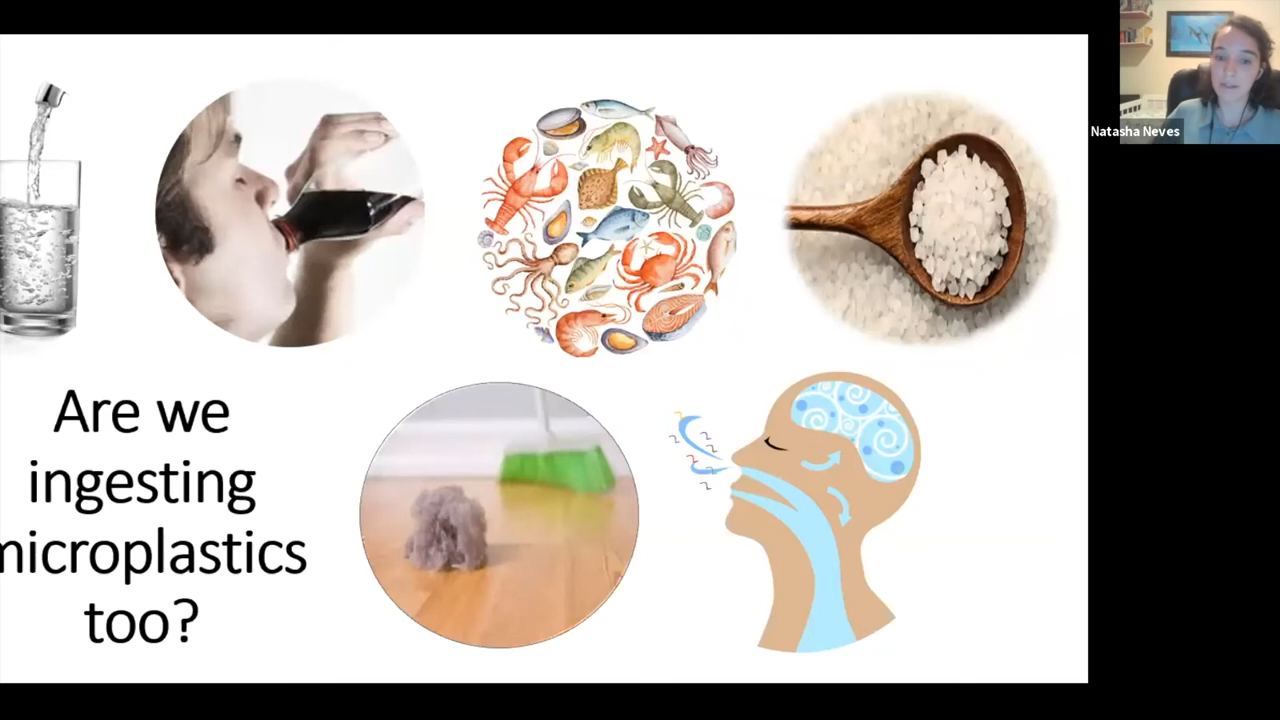 Natasha Neves
Are we
ingesting
microplastics
too?